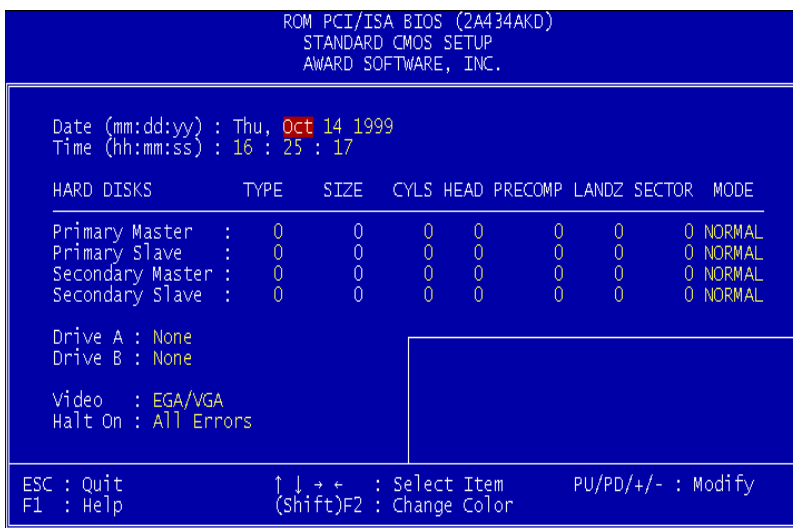 ROM PCI/ISA BIOS (2A434AKD)
STANDARD CMOS SETUP
AWARD SOFTWARE, INC.
Date (mm:dd:yy) : Thu, Oct 14 1999
Time (hh:mm:ss) : 16 : 25 : 17
HARD DISKS TYPE SIZE CYLS HEAD PRECOMP LANDZ SECTOR MODE
Primary Master : 0 0 0 0 0 0 0 NORMAL
Primary Slave : 0 0 0 0 0 0 0 NORMAL
Secondary Master : 0 0 0 0 0 0 0 NORMAL
Secondary Slave : 0 0 0 0 0 0 0 NORMAL
Drive A : None
Drive B : None
Video : EGA/VGA
Halt On : All Errors
ESC : Quit ↑ ↓ → ← : Select Item PU/PD/+/- : Modify
F1 : Help (Shift)F2 : Change Color